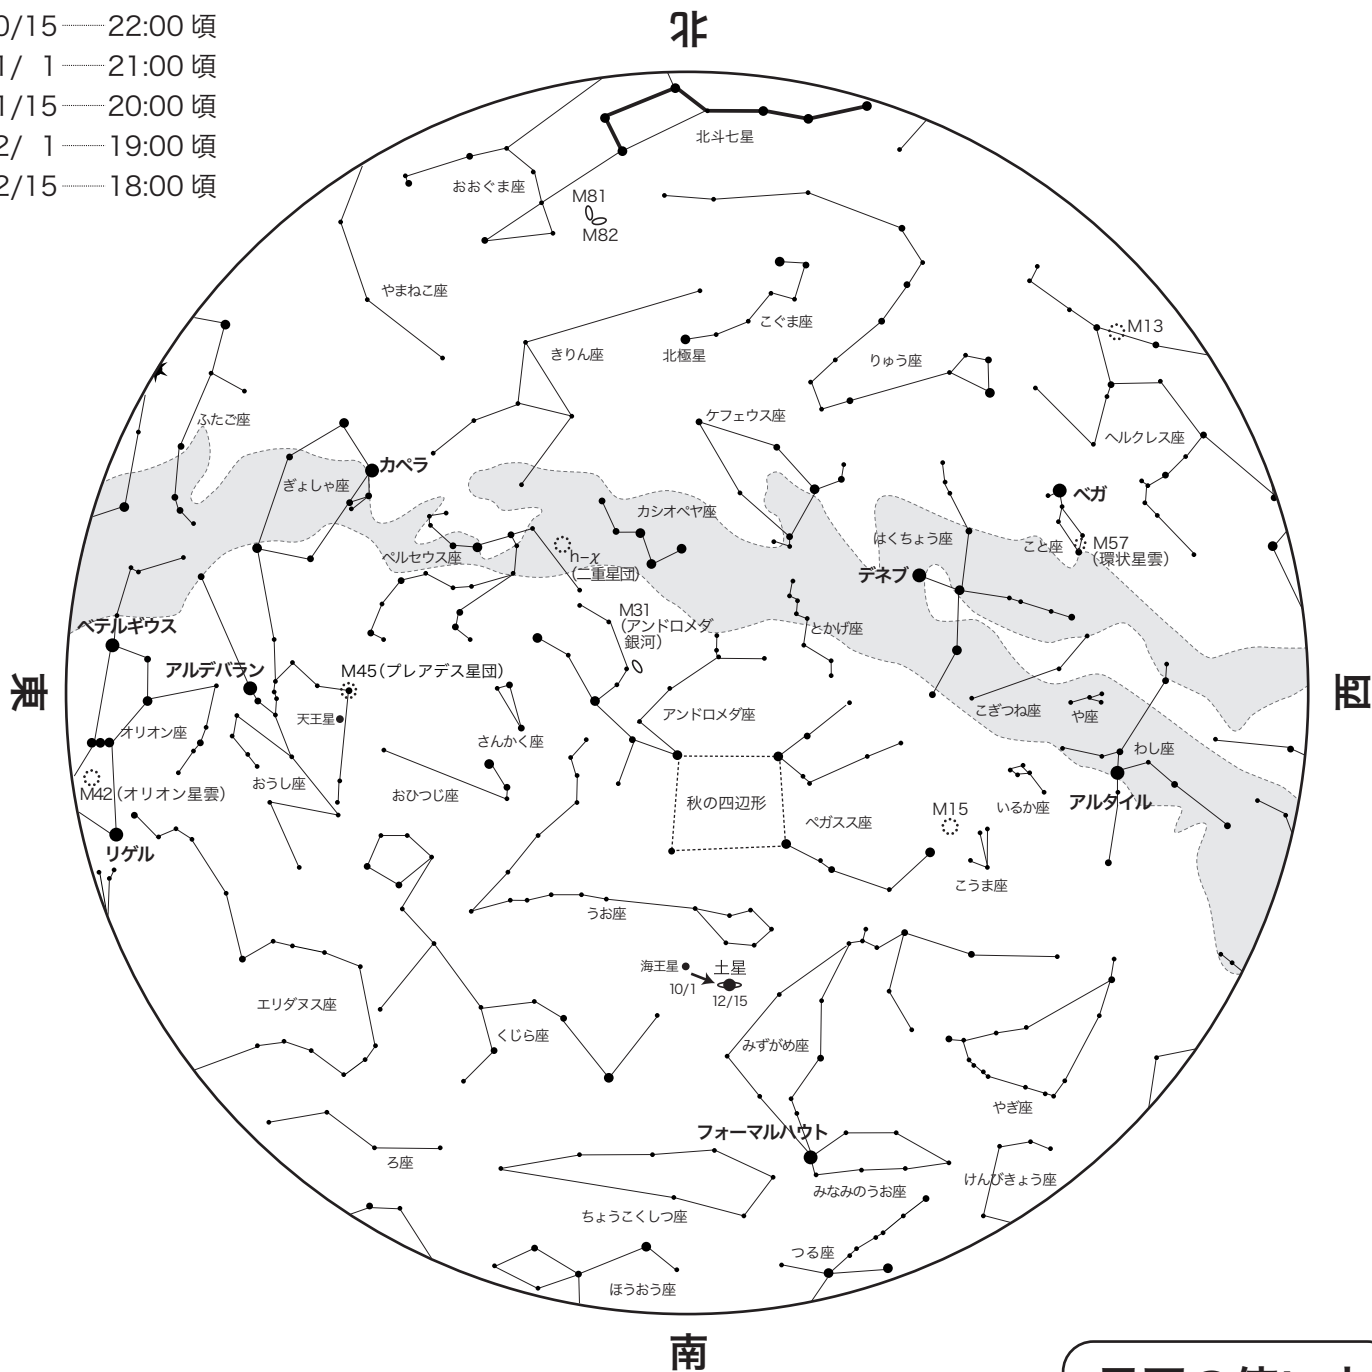 北
0/15 22:00 頃
1/ 1 21:00 頃
1/15 20:00 頃
2/ 1 19:00 頃
2/15 18:00 頃
北斗七星
おおぐま座
M81
M82
やまねこ座
きりん座
北極星
こぐま座
りゅう座
M13
ヘルクレス座
ふたご座
カペラ
ぎょしゃ座
ケフェウス座
カシオペヤ座
ペルセウス座
h-χ
(二重星団)
はくちょう座
デネブ
ベガ
こと座
M57
(環状星雲)
M31
(アンドロメダ
銀河)
とかげ座
ベテルギウス
アルデバラン
M45(プレアデス星団)
天王星
東
西
オリオン座
M42(オリオン星雲)
リゲル
おうし座
おひつじ座
さんかく座
アンドロメダ座
秋の四辺形
ペガスス座
こぎつね座
や座
わし座
アルタイル
いるか座
M15
こうま座
うお座
海王星
土星
10/1
12/15
エリダヌス座
くじら座
みずがめ座
やぎ座
フォーマルハウト
みなみのうお座
けんびきょう座
ろ座
ちょうこくしつ座
つる座
ほうおう座
南